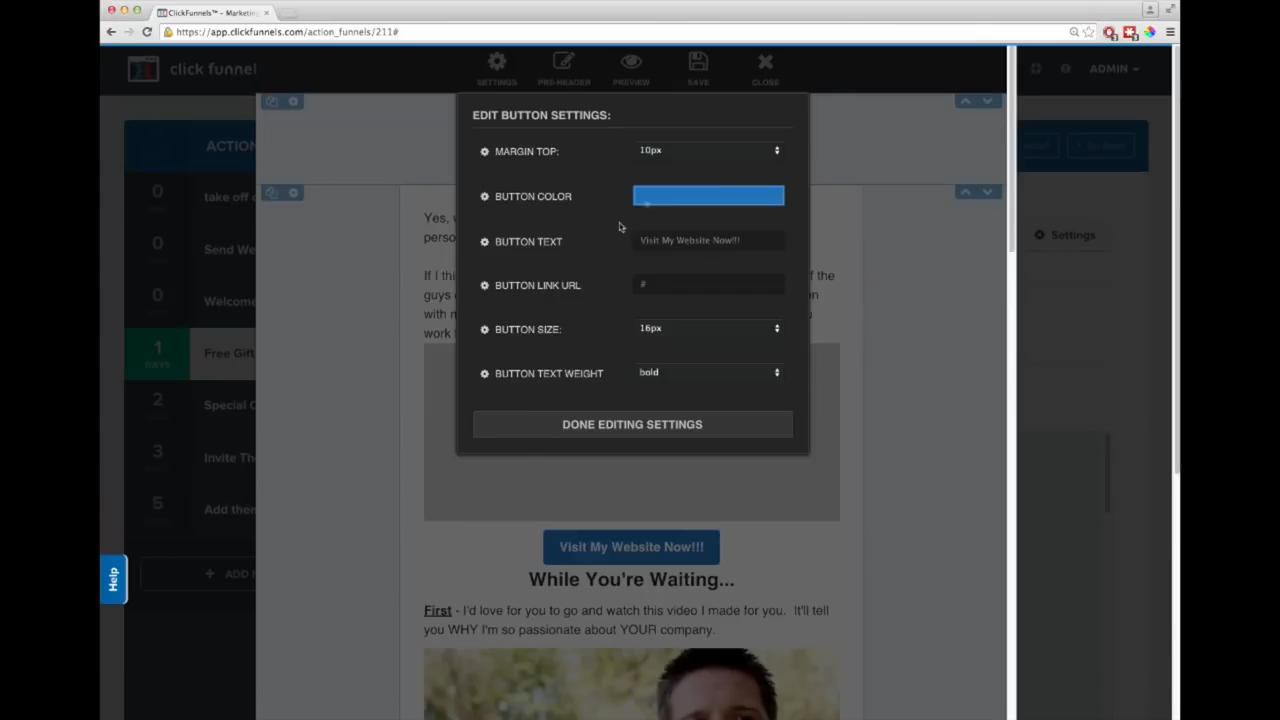 ClickFunnels™ - Marketing
https://app.clickfunnels.com/action_funnels/211#
click funnel
SETTINGS
PRE-HEADER
PREVIEW
SAVE
CLOSE
ADMIN
EDIT BUTTON SETTINGS:
MARGIN TOP:
10px
BUTTON COLOR
BUTTON TEXT
Visit My Website Now!!!
BUTTON LINK URL
#
BUTTON SIZE:
16px
BUTTON TEXT WEIGHT
bold
DONE EDITING SETTINGS
ACTION
0
take off
0
Send We
0
Welcome
1
DAYS
Free Gift
2
Special
3
Invite Th
5
Add them
+ ADD
Settings
Help
Yes,
perso
If I thi
f the
guys
en
with m
u
work
Visit My Website Now!!!
While You're Waiting...
First - I'd love for you to go and watch this video I made for you. It'll tell
you WHY I'm so passionate about YOUR company.